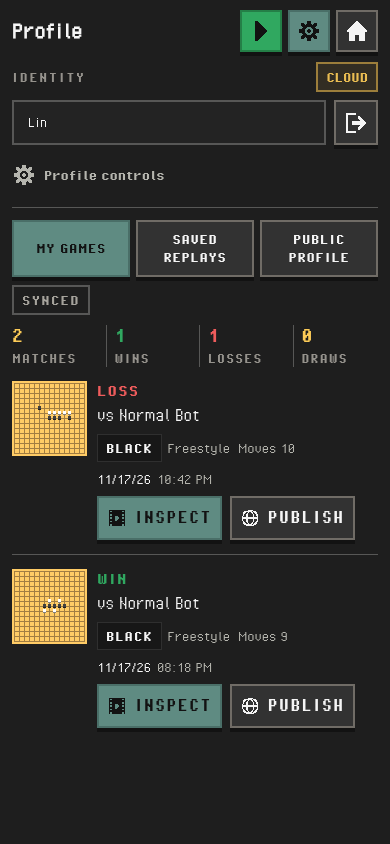 Profile
IDENTITY
CLOUD
Lin
Profile controls
MY GAMES
SAVED REPLAYS
PUBLIC PROFILE
SYNCED
2 MATCHES
1 WINS
1 LOSSES
0 DRAWS
LOSS
vs Normal Bot
BLACK Freestyle Moves 10
11/17/26 10:42 PM
INSPECT PUBLISH
WIN
vs Normal Bot
BLACK Freestyle Moves 9
11/17/26 08:18 PM
INSPECT PUBLISH